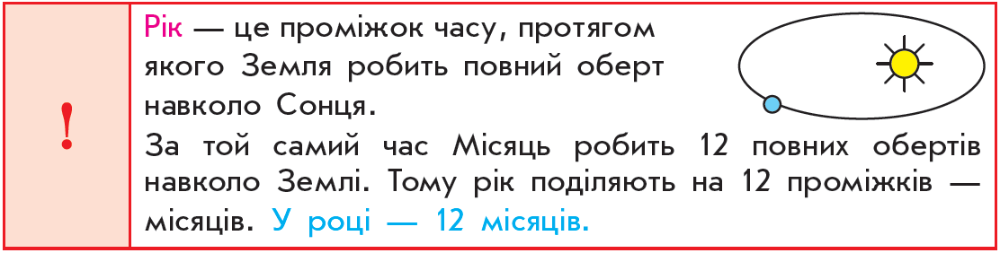 !
Рік — це проміжок часу, протягом
якого Земля робить повний оберт
навколо Сонця.
За той самий час Місяць робить 12 повних обертів
навколо Землі. Тому рік поділяють на 12 проміжків —
місяців. У році — 12 місяців.